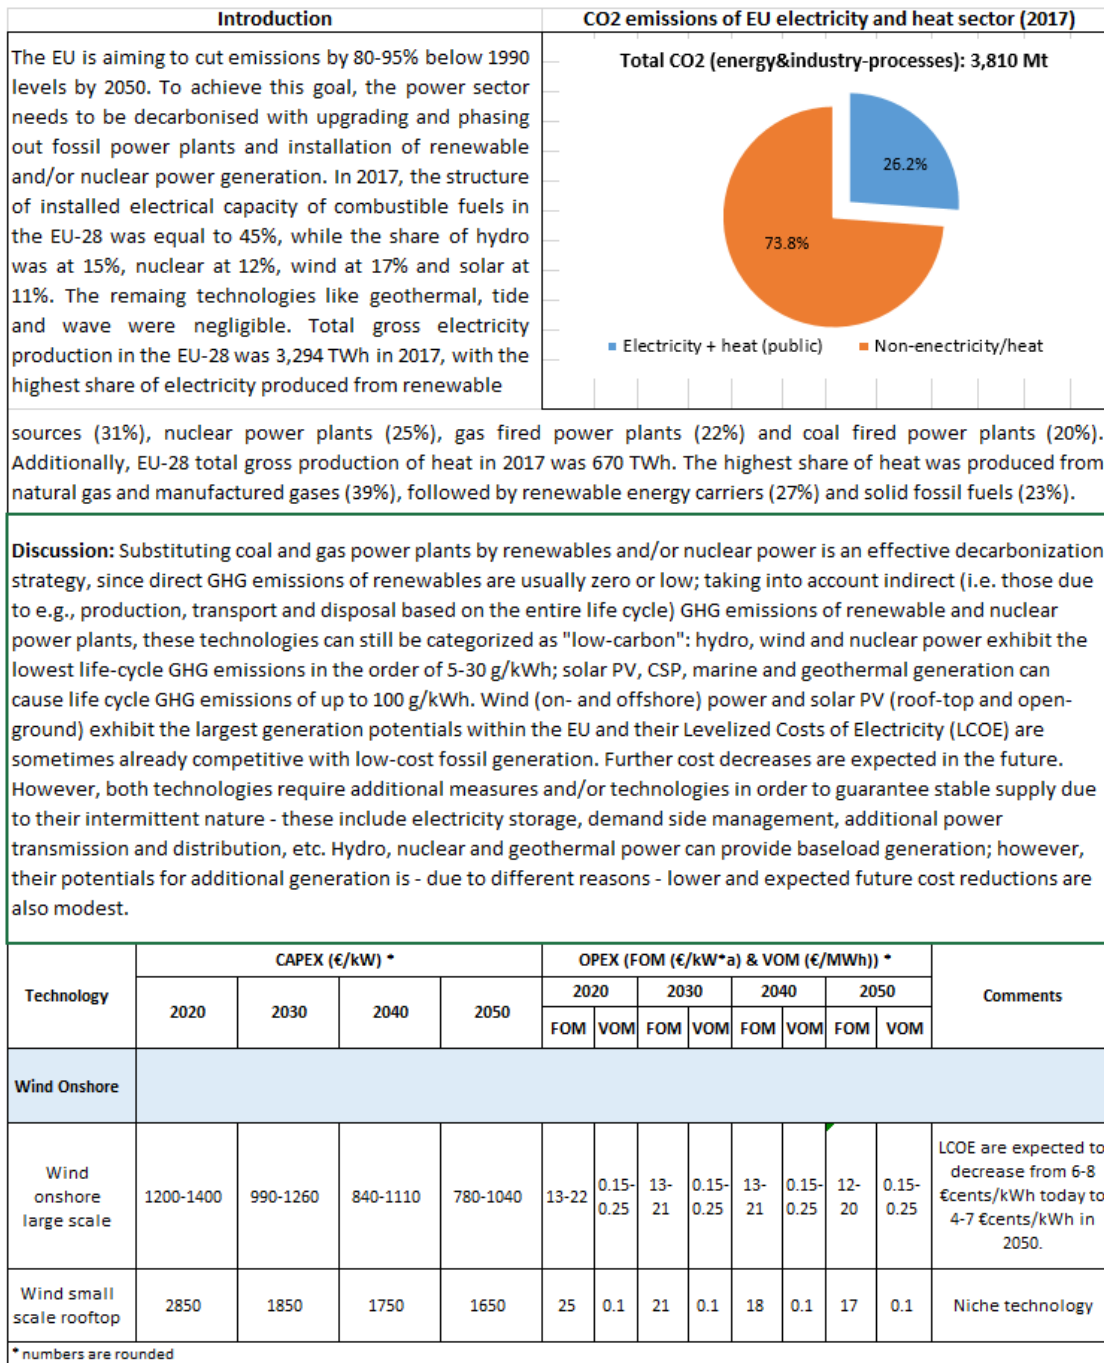 Introduction
CO2 emissions of EU electricity and heat sector (2017)
The EU is aiming to cut emissions by 80-95% below 1990
levels by 2050. To achieve this goal, the power sector
needs to be decarbonised with upgrading and phasing
out fossil power plants and installation of renewable
and/or nuclear power generation. In 2017, the structure
of installed electrical capacity of combustible fuels in
the EU-28 was equal to 45%, while the share of hydro
was at 15%, nuclear at 12%, wind at 17% and solar at
11%. The remaing technologies like geothermal, tide
and wave were negligible. Total gross electricity
production in the EU-28 was 3,294 TWh in 2017, with the
highest share of electricity produced from renewable
Total CO2 (energy&industry-processes): 3,810 Mt
26.2%
73.8%
Electricity + heat (public)
Non-enectricity/heat
sources (31%), nuclear power plants (25%), gas fired power plants (22%) and coal fired power plants (20%).
Additionally, EU-28 total gross production of heat in 2017 was 670 TWh. The highest share of heat was produced from
natural gas and manufactured gases (39%), followed by renewable energy carriers (27%) and solid fossil fuels (23%).
Discussion: Substituting coal and gas power plants by renewables and/or nuclear power is an effective decarbonization
strategy, since direct GHG emissions of renewables are usually zero or low; taking into account indirect (i.e. those due
to e.g., production, transport and disposal based on the entire life cycle) GHG emissions of renewable and nuclear
power plants, these technologies can still be categorized as "low-carbon": hydro, wind and nuclear power exhibit the
lowest life-cycle GHG emissions in the order of 5-30 g/kWh; solar PV, CSP, marine and geothermal generation can
cause life cycle GHG emissions of up to 100 g/kWh. Wind (on- and offshore) power and solar PV (roof-top and open-
ground) exhibit the largest generation potentials within the EU and their Levelized Costs of Electricity (LCOE) are
sometimes already competitive with low-cost fossil generation. Further cost decreases are expected in the future.
However, both technologies require additional measures and/or technologies in order to guarantee stable supply due
to their intermittent nature - these include electricity storage, demand side management, additional power
transmission and distribution, etc. Hydro, nuclear and geothermal power can provide baseload generation; however,
their potentials for additional generation is - due to different reasons - lower and expected future cost reductions are
also modest.
Technology
CAPEX (€/kW) *
OPEX (FOM (€/kW*a) & VOM (€/MWh)) *
Comments
2020
2030
2040
2050
2020
2030
2040
2050
FOM VOM FOM VOM FOM VOM FOM VOM
Wind Onshore
Wind
onshore
large scale
1200-1400
990-1260
840-1110
780-1040
13-22
0.15-
0.25
13-
21
0.15-
0.25
13-
21
0.15-
0.25
12-
20
0.15-
0.25
LCOE are expected to
decrease from 6-8
€cents/kWh today to
4-7 €cents/kWh in
2050.
Wind small
scale rooftop
2850
1850
1750
1650
25
0.1
21
0.1
18
0.1
17
0.1
Niche technology
* numbers are rounded